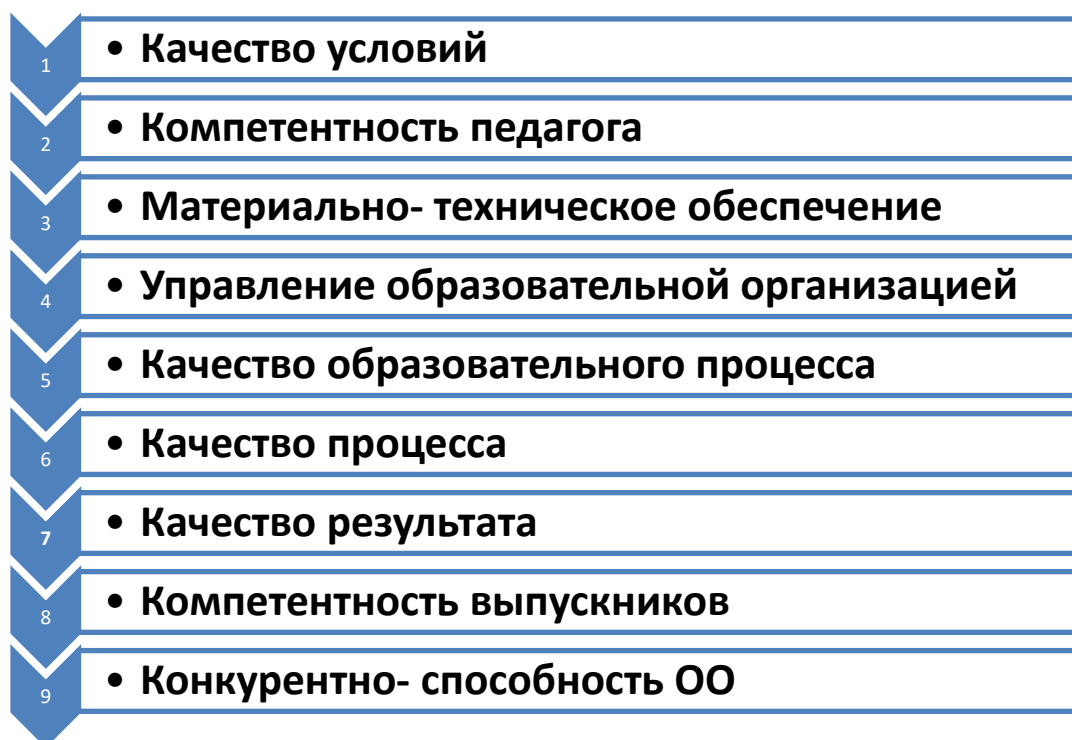 1 • Качество условий
2 • Компетентность педагога
3 • Материально- техническое обеспечение
4 • Управление образовательной организацией
5 • Качество образовательного процесса
6 • Качество процесса
7 • Качество результата
8 • Компетентность выпускников
9 • Конкурентно- способность ОО